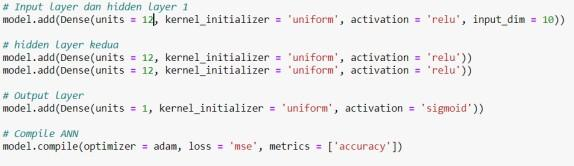 # Input layer dan hidden layer 1
model.add(Dense(units = 12, kernel_initializer = 'uniform', activation = 'relu', input_dim = 10))
# hidden layer kedua
model.add(Dense(units = 12, kernel_initializer = 'uniform', activation = 'relu'))
model.add(Dense(units = 12, kernel_initializer = 'uniform', activation = 'relu'))
# Output layer
model.add(Dense(units = 1, kernel_initializer = 'uniform', activation = 'sigmoid'))
# Compile ANN
model.compile(optimizer = adam, loss = 'mse', metrics = ['accuracy'])